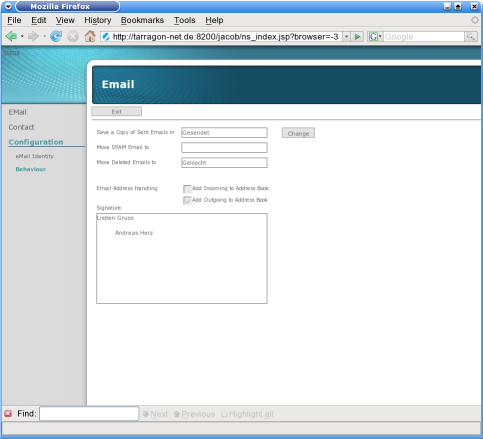 Mozilla Firefox
File Edit View History Bookmarks Tools Help
http://tarragon-net.de:8200/jacob/ns_index.jsp?browser=-3
G Google
Email
Exit
EMail
Contact
Configuration
eMail Identity
Behaviour
Save a Copy of Sent Emails in Gesendet Change
Move SPAM Email to
Move Deleted Emails to Gelöscht
Email Address Handling Add Incoming to Address Book
Add Outgoing to Address Book
Signature
Lieben Gruss
Andreas Herz
Find: Next Previous Highlight all